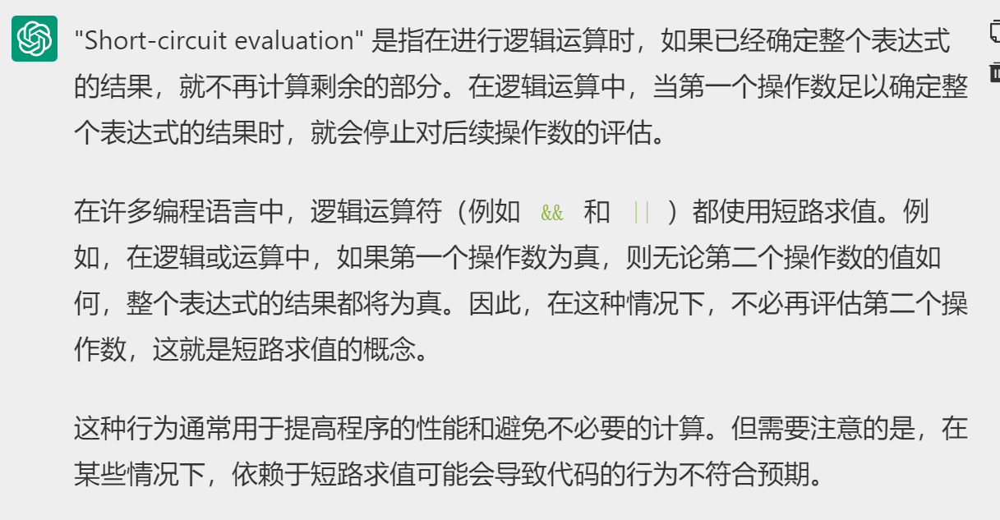 "Short-circuit evaluation" 是指在进行逻辑运算时，如果已经确定整个表达式
的结果，就不再计算剩余的部分。在逻辑运算中，当第一个操作数足以确定整
个表达式的结果时，就会停止对后续操作数的评估。
在许多编程语言中，逻辑运算符（例如 && 和 || ）都使用短路求值。例
如，在逻辑或运算中，如果第一个操作数为真，则无论第二个操作数的值如
何，整个表达式的结果都将为真。因此，在这种情况下，不必再评估第二个操
作数，这就是短路求值的概念。
这种行为通常用于提高程序的性能和避免不必要的计算。但需要注意的是，在
某些情况下，依赖于短路求值可能会导致代码的行为不符合预期。